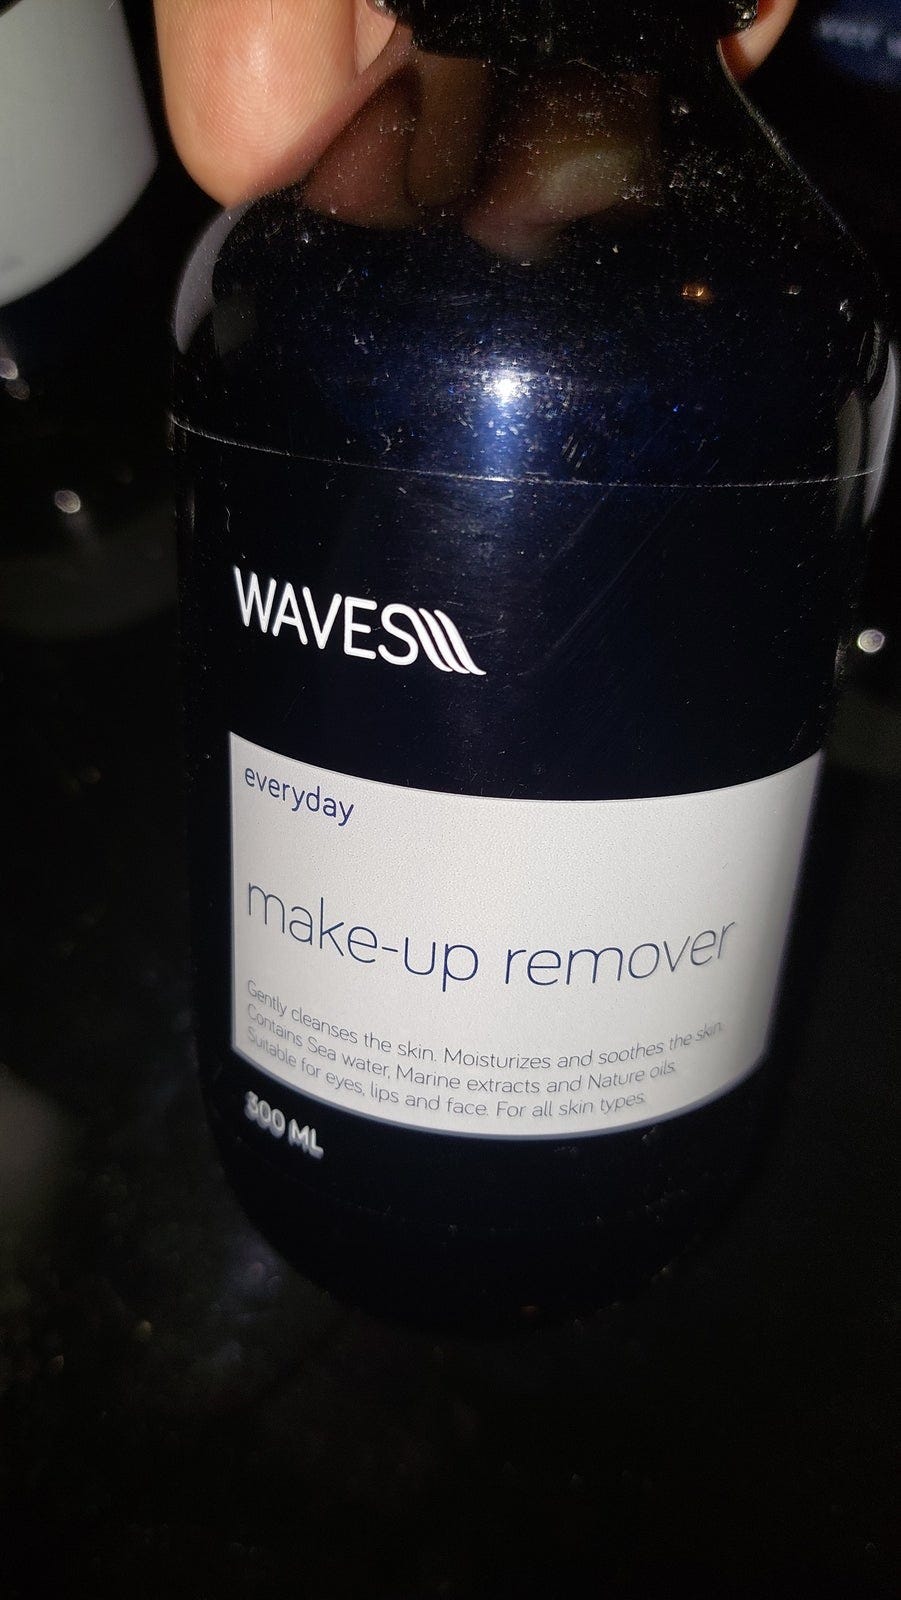 WAVES
everyday
make-up remover
Gently cleanses the skin. Moisturizes and soothes the skin.
Contains Sea water, Marine extracts and Nature oils.
Suitable for eyes, lips and face. For all skin types.
300 ML